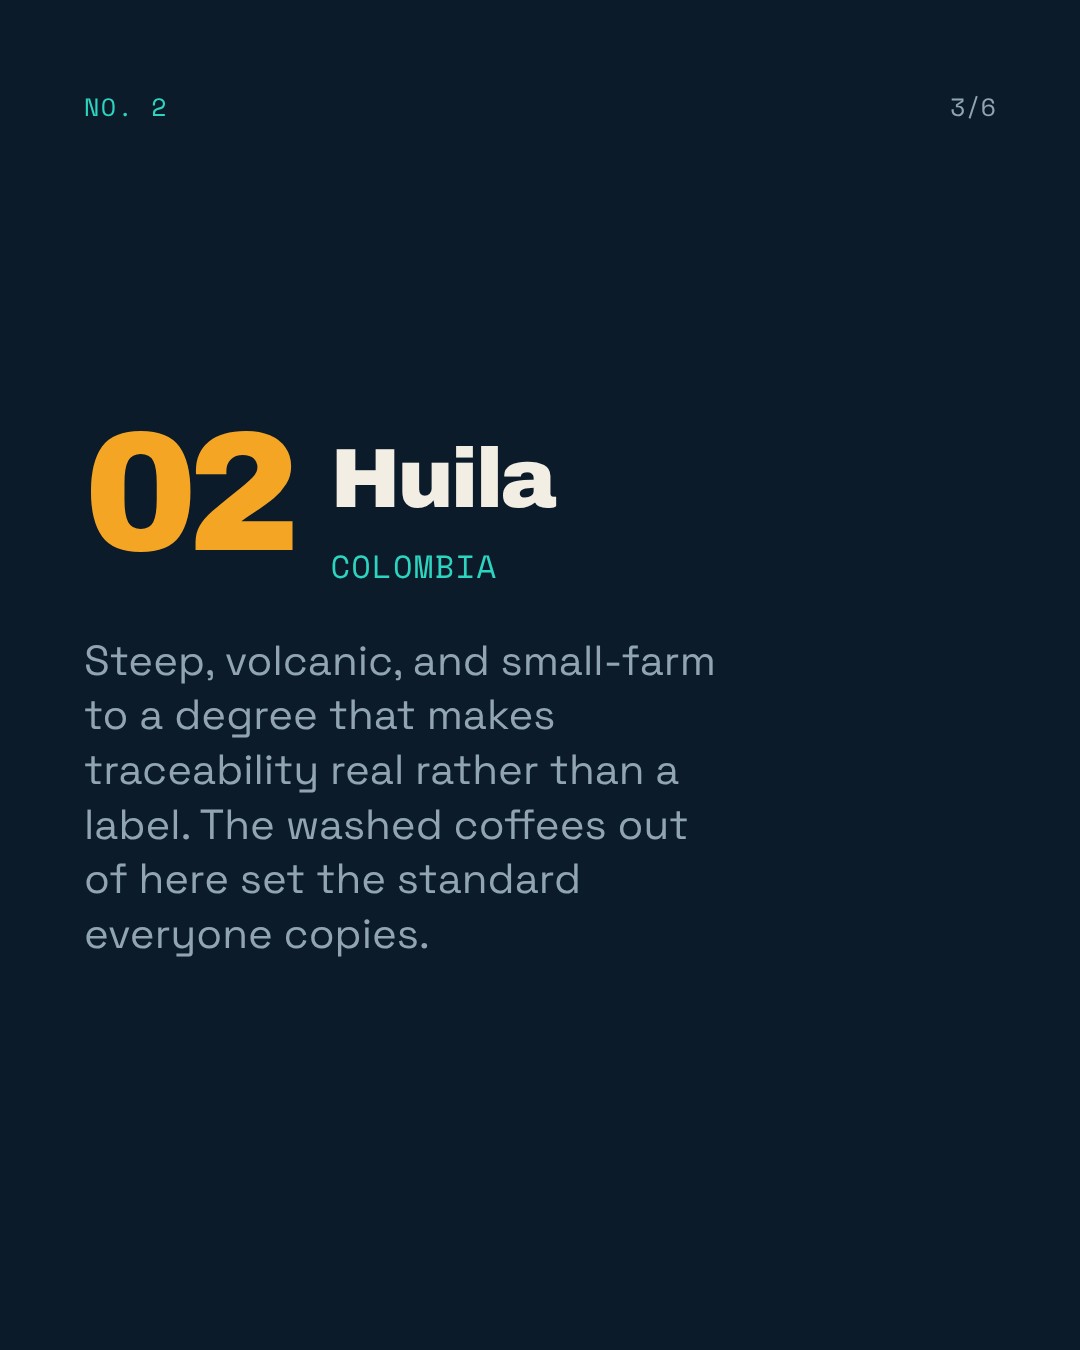 NO. 2
3/6
02
Huila
COLOMBIA
Steep, volcanic, and small-farm
to a degree that makes
traceability real rather than a
label. The washed coffees out
of here set the standard
everyone copies.